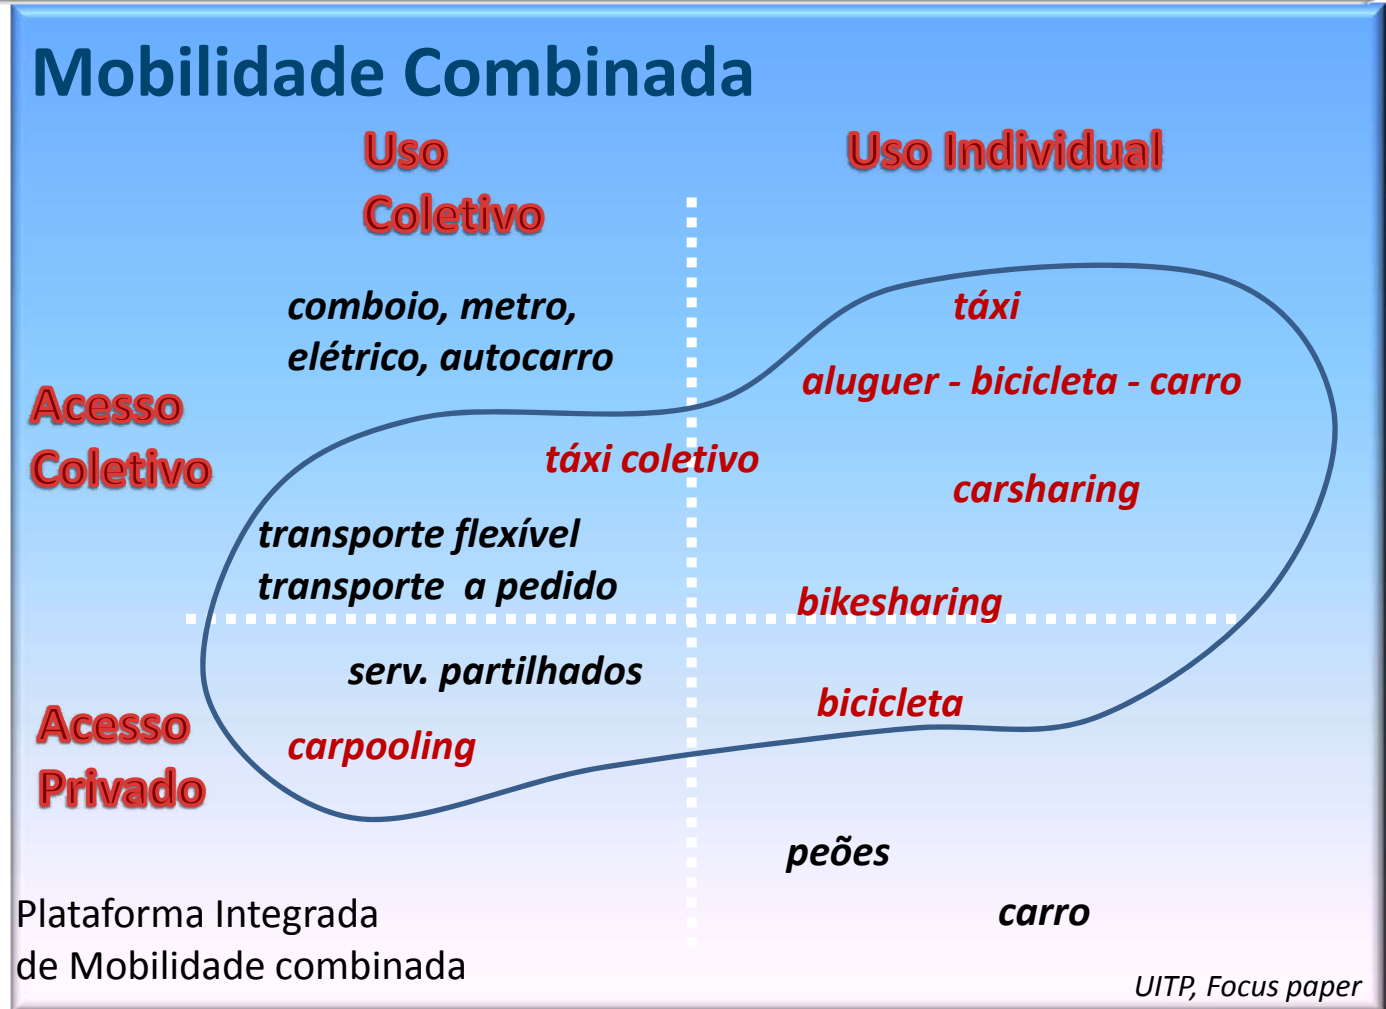 Mobilidade Combinada
Uso
Coletivo
Uso Individual
comboio, metro,
elétrico, autocarro
táxi
aluguer - bicicleta - carro
Acesso
Coletivo
táxi coletivo
carsharing
transporte flexível
transporte a pedido
bikesharing
serv. partilhados
bicicleta
Acesso
Privado
carpooling
peões
carro
Plataforma Integrada
de Mobilidade combinada
UITP, Focus paper